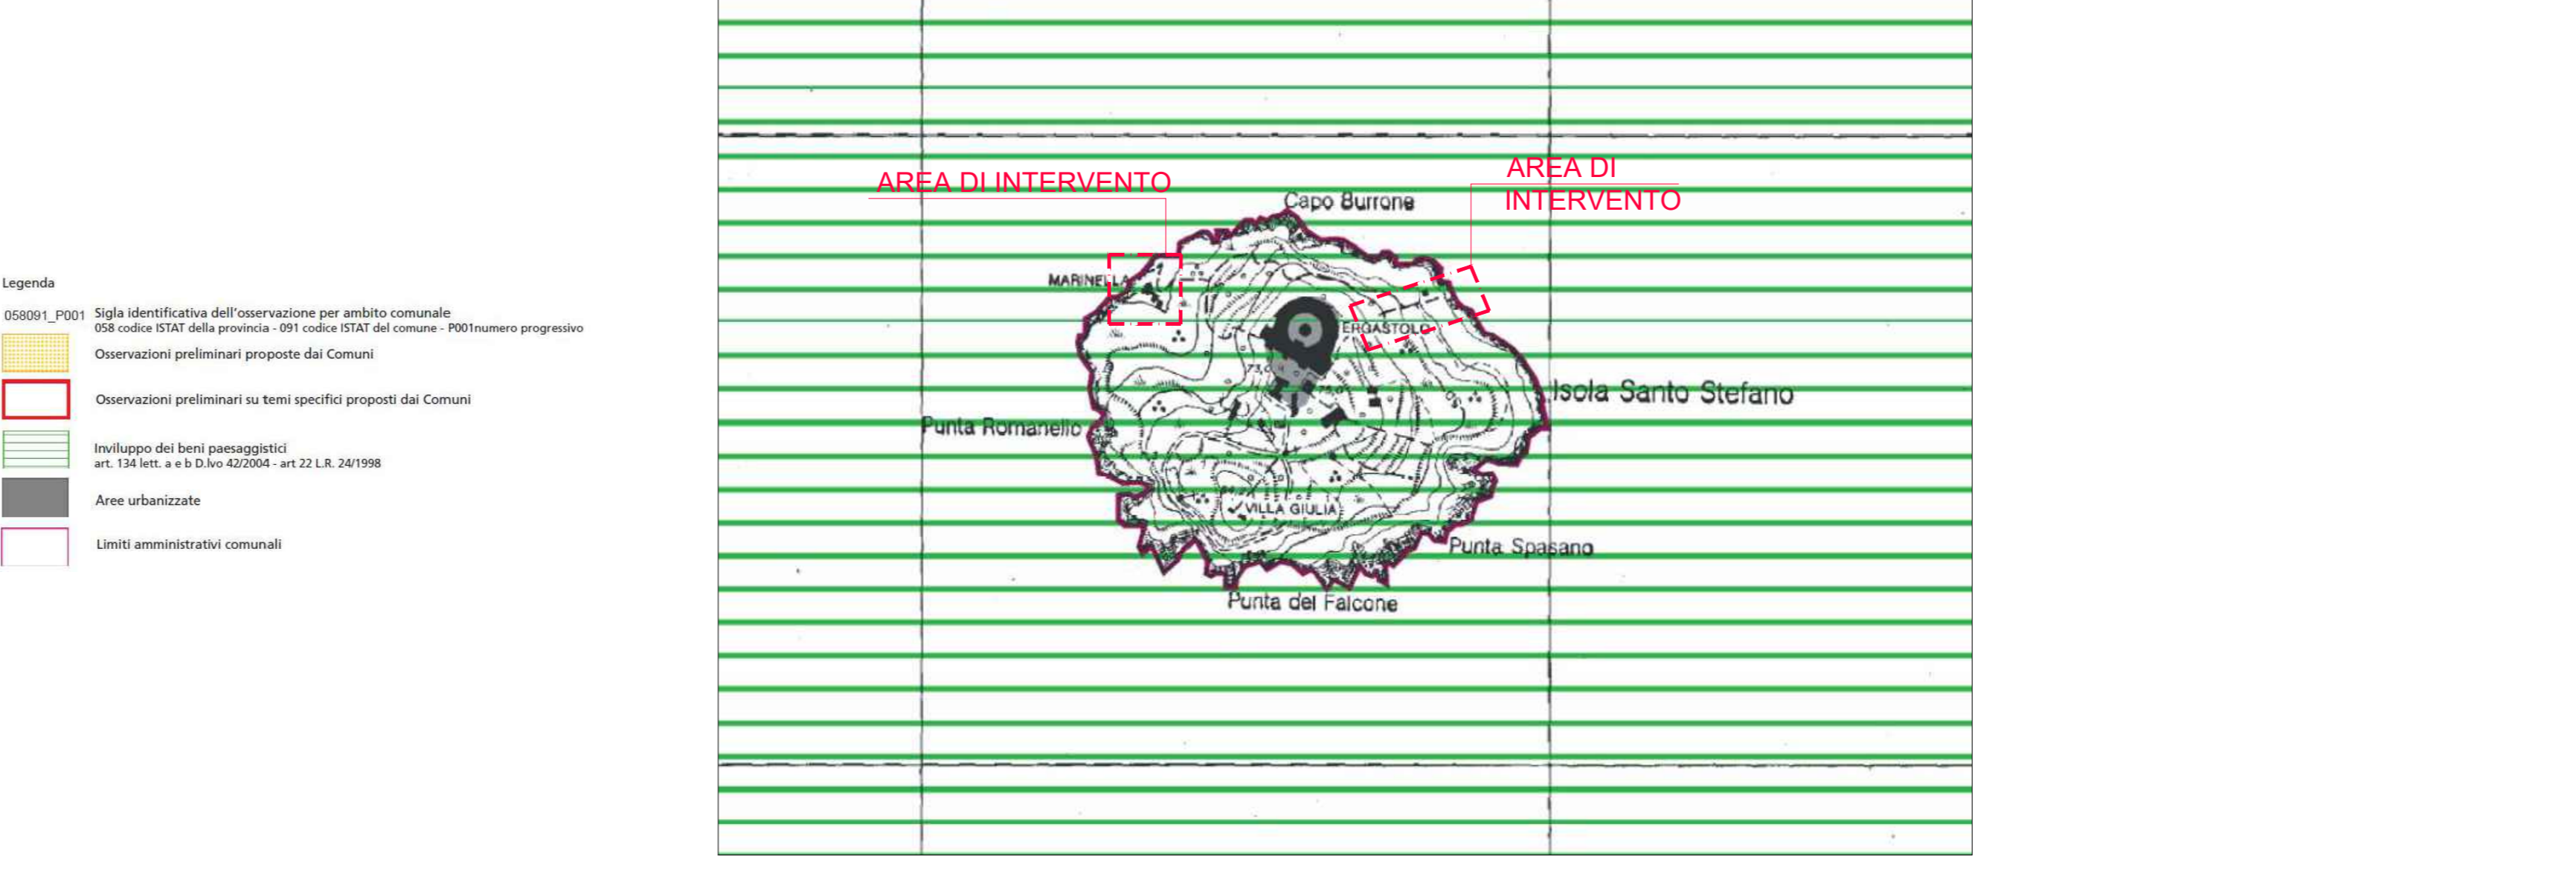 Legenda
058091_P001 Sigla identificativa dell'osservazione per ambito comunale
058 codice ISTAT della provincia - 091 codice ISTAT del comune - P001numero progressivo
Osservazioni preliminari proposte dai Comuni
Osservazioni preliminari su temi specifici proposti dai Comuni
Inviluppo dei beni paesaggistici
art. 134 lett. a e b D.lvo 42/2004 - art 22 L.R. 24/1998
Aree urbanizzate
Limiti amministrativi comunali
AREA DI INTERVENTO
AREA DI
INTERVENTO
Capo Burrone
MARINELLA
ERGASTOLO
Isola Santo Stefano
Punta Romanello
VILLA GIULIA
Punta Spasano
Punta del Falcone